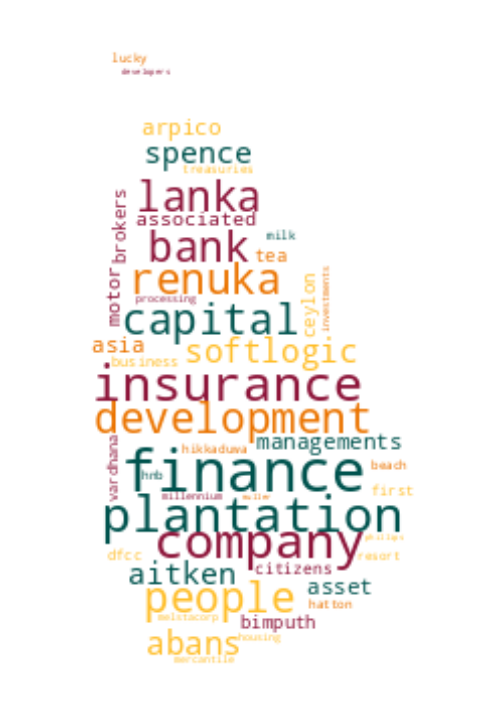 lucky
developers
arpico
spence
treasuries
lanka
associated
brokers
milk
bank
tea
renuka
processing
motor
ceylon
investments
capital
asia
softlogic
business
insurance
development
managements
hikkaduwa
vardhana
finance
hnb
beach
millennium
muller
first
plantation
company
phillips
dfcc
resort
citizens
aitken
asset
people
hatton
melstacorp
bimputh
abans
housing
mercantile